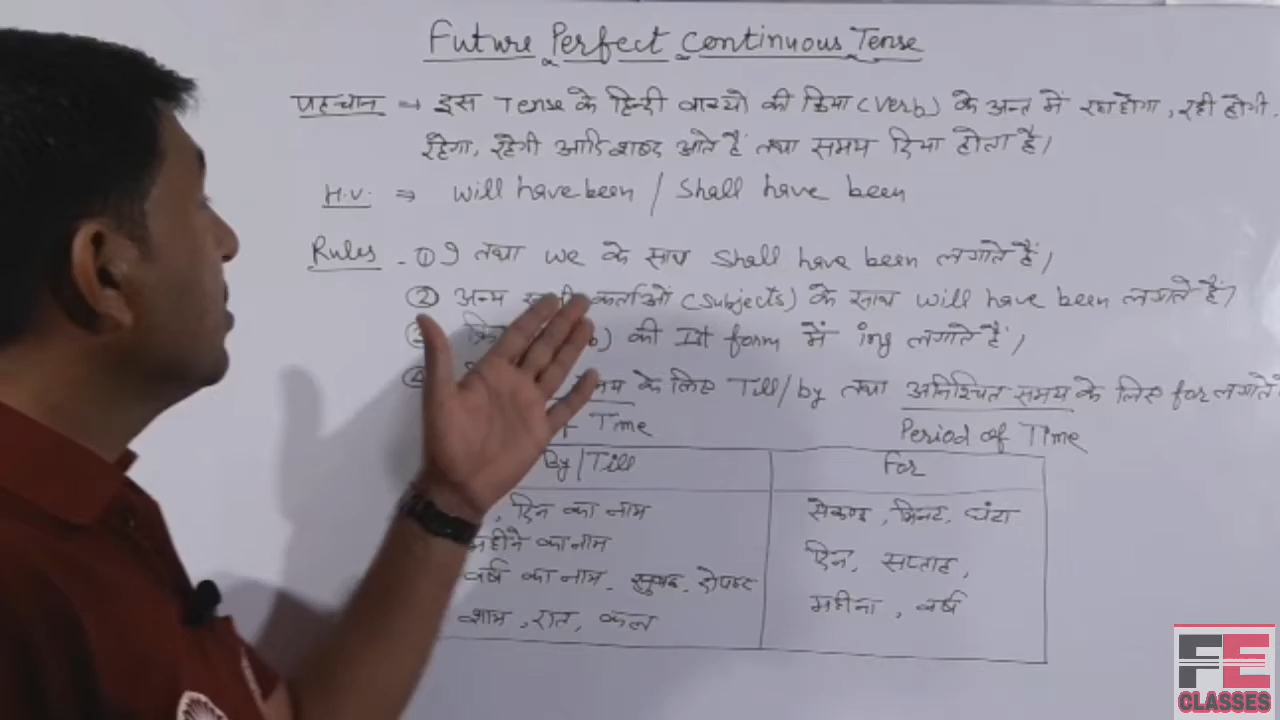 Future Perfect Continuous Tense
पहचान → इस Tense के हिन्दी वाक्यों की क्रिया (Verb) के अन्त में रहा होगा, रही होगी,
रहेगा, रहेगी आदि शब्द आते हैं तथा समय दिया होता है।
H.V. ⇒ Will have been / Shall have been
Rules - ① I तथा we के साथ Shall have been लगाते हैं।
② अन्य कर्ताओं (Subjects) के साथ will have been लगाते हैं।
③ की Ist form में ing लगाते हैं।
④ के लिए Till/by तथा अनिश्चित समय के लिए for लगाते
Time Period of Time
By/Till For
, दिन का नाम सेकण्ड, मिनट, घंटा
महीने का नाम
दिन, सप्ताह,
वर्ष का नाम, सुबह, दोपहर
महीना, वर्ष
शाम, रात, कल
FE
CLASSES